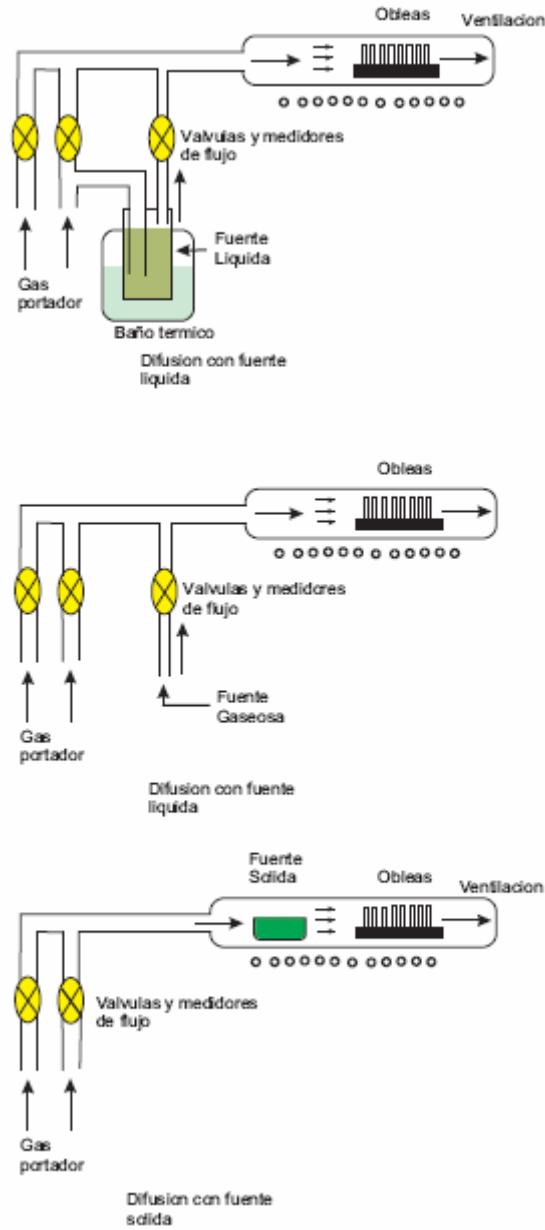 Obleas
Ventilacion
Valvulas y medidores
de flujo
Fuente
Liquida
Gas
portador
Baño termico
Difusion con fuente
liquida
Obleas
Valvulas y medidores
de flujo
Fuente
Gaseosa
Gas
portador
Difusion con fuente
liquida
Fuente
Solida
Obleas
Ventilacion
Valvulas y medidores
de flujo
Gas
portador
Difusion con fuente
solida